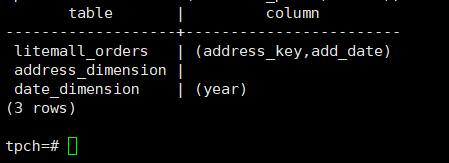 table | column
---------------------+--------------------------
litemall_orders | (address_key,add_date)
address_dimension |
date_dimension | (year)
(3 rows)
tpch=#